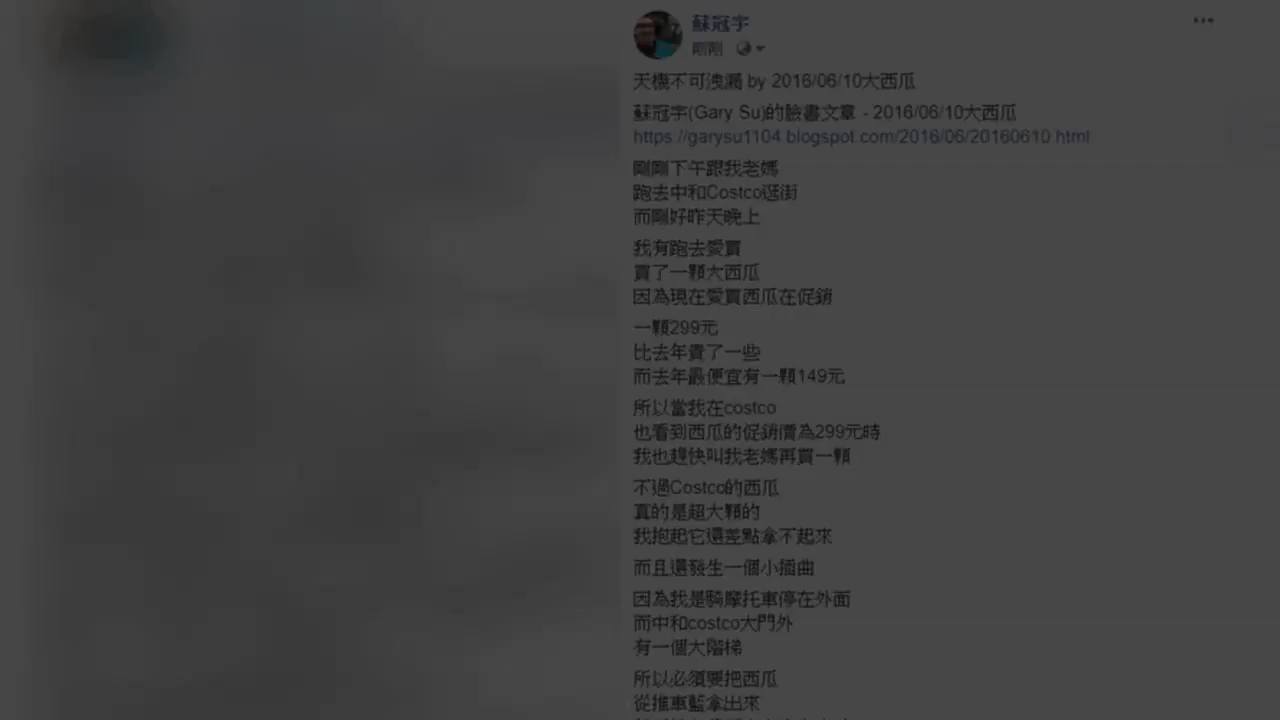 蘇冠宇
剛剛
天機不可洩漏 by 2016/06/10大西瓜
蘇冠宇(Gary Su)的臉書文章 - 2016/06/10大西瓜
https://garysu1104.blogspot.com/2016/06/20160610.html
剛剛下午跟我老媽
跑去中和Costco逛街
而剛好昨天晚上
我有跑去愛買
買了一顆大西瓜
因為現在愛買西瓜在促銷
一顆299元
比去年貴了一些
而去年最便宜有一顆149元
所以當我在costco
也看到西瓜的促銷價為299元時
我也趕快叫我老媽再買一顆
不過Costco的西瓜
真的是超大顆的
我抱起它還差點拿不起來
而且還發生一個小插曲
因為我是騎摩托車停在外面
而中和costco大門外
有一個大階梯
所以必須要把西瓜
從推車籃拿出來